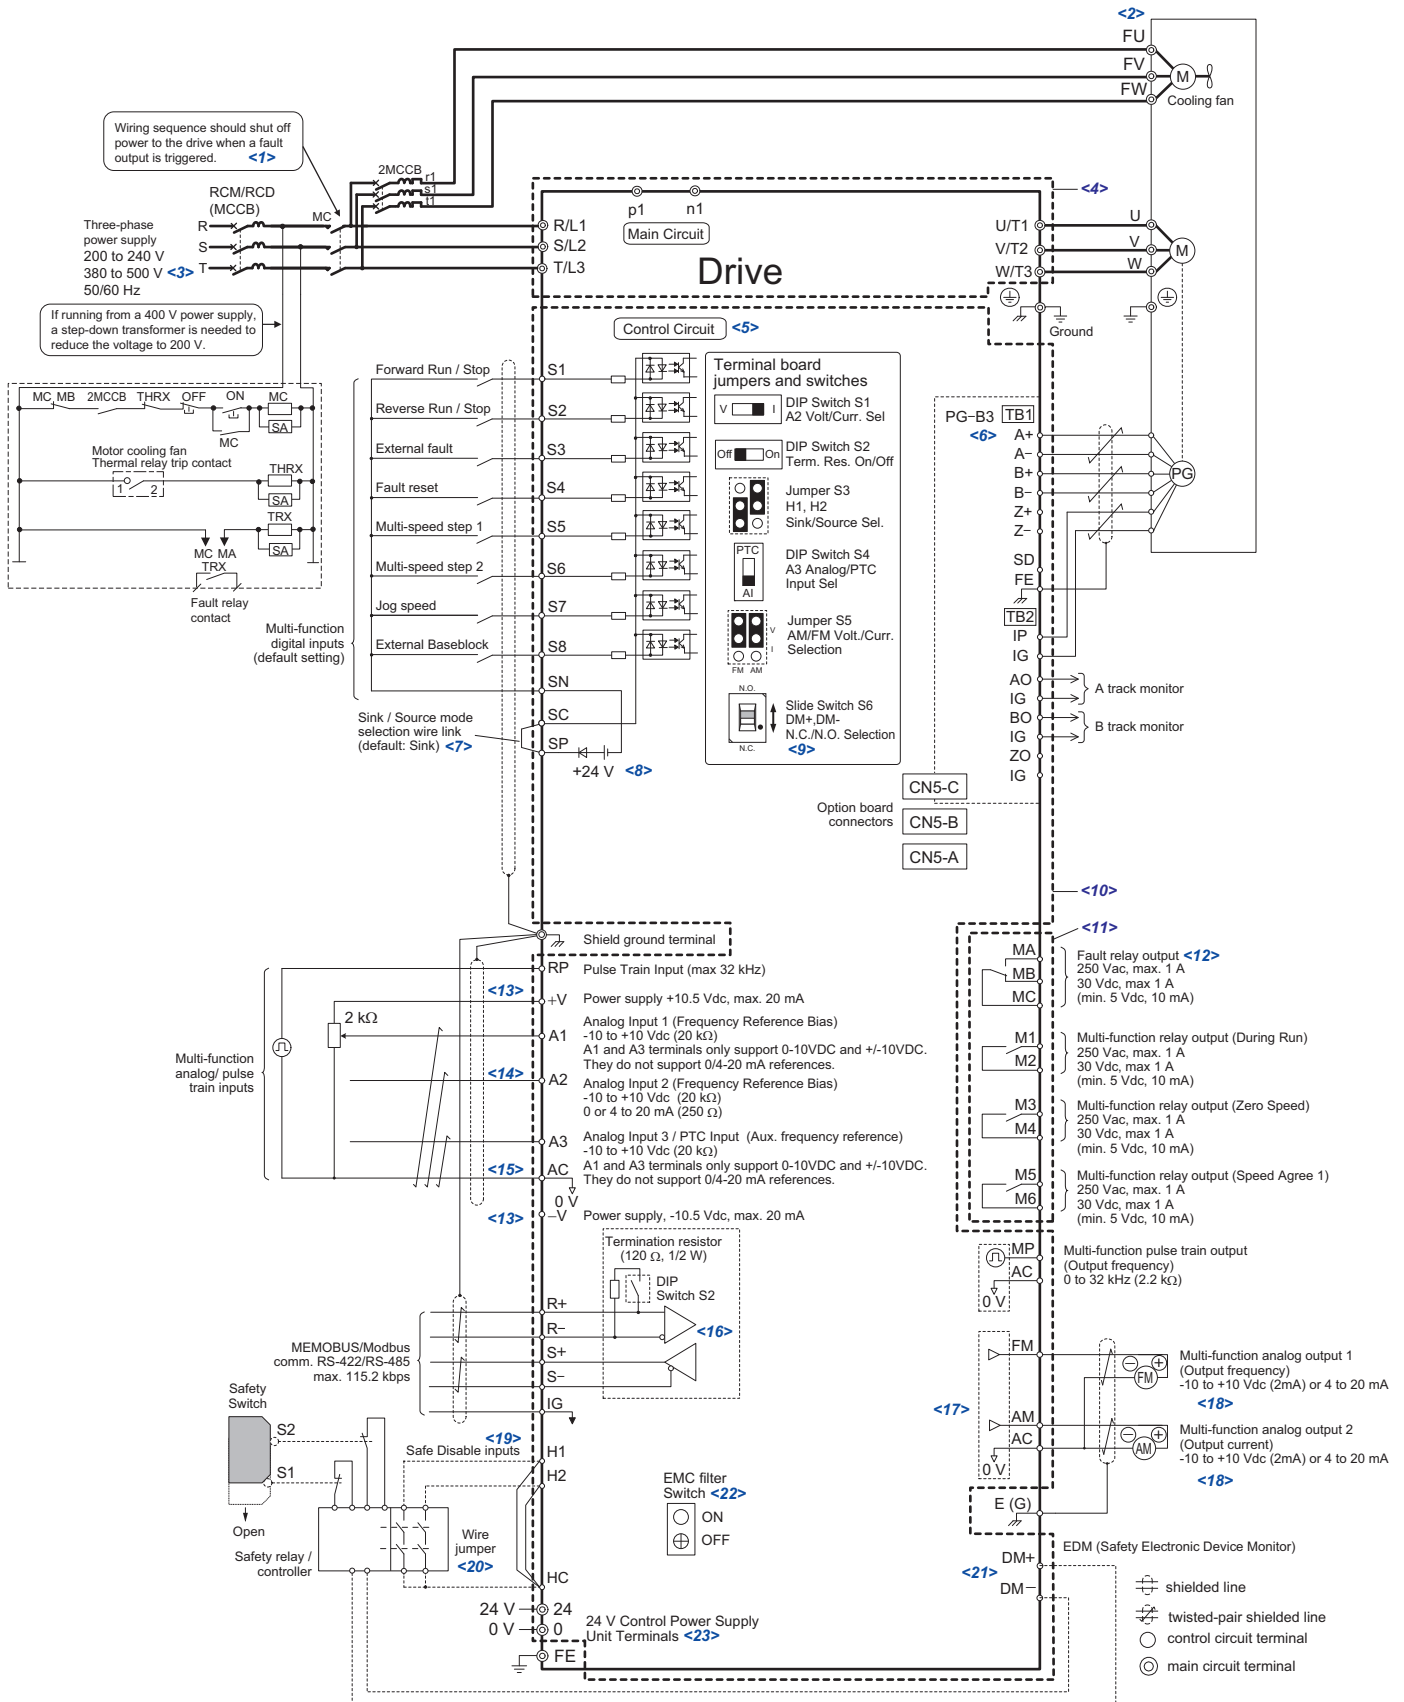 <2>
FU
FV
FW
M
Cooling fan
Wiring sequence should shut off
power to the drive when a fault
output is triggered. <1>
2MCCB
r1
s1
t1
RCM/RCD
(MCCB)
MC
R
S
T
Three-phase
power supply
200 to 240 V
380 to 500 V <3>
50/60 Hz
If running from a 400 V power supply,
a step-down transformer is needed to
reduce the voltage to 200 V.
p1
n1
Main Circuit
Drive
<4>
R/L1
S/L2
T/L3
U/T1
V/T2
W/T3
U
V
W
M
Ground
Control Circuit <5>
MC MB
2MCCB
THRX
OFF
ON
MC
SA
MC
Motor cooling fan
Thermal relay trip contact
1
2
THRX
SA
TRX
SA
MC MA
TRX
Fault relay
contact
Forward Run / Stop
S1
Reverse Run / Stop
S2
External fault
S3
Fault reset
S4
Multi-speed step 1
S5
Multi-speed step 2
S6
Jog speed
S7
External Baseblock
S8
Multi-function
digital inputs
(default setting)
SN
SC
SP
Sink / Source mode
selection wire link
(default: Sink) <7>
+24 V <8>
Terminal board
jumpers and switches
V
I
DIP Switch S1
A2 Volt/Curr. Sel
Off
On
DIP Switch S2
Term. Res. On/Off
Jumper S3
H1, H2
Sink/Source Sel.
PTC
AI
DIP Switch S4
A3 Analog/PTC
Input Sel
V
I
FM AM
Jumper S5
AM/FM Volt./Curr.
Selection
N.O.
N.C.
Slide Switch S6
DM+,DM-
N.C./N.O. Selection
<9>
PG-B3
<6>
TB1
A+
A−
B+
B−
Z+
Z−
SD
FE
TB2
IP
IG
AO
IG
BO
IG
ZO
IG
PG
A track monitor
B track monitor
Option board
connectors
CN5-C
CN5-B
CN5-A
<10>
<11>
Shield ground terminal
Multi-function
analog/ pulse
train inputs
2 kΩ
RP
Pulse Train Input (max 32 kHz)
<13>
+V
Power supply +10.5 Vdc, max. 20 mA
A1
Analog Input 1 (Frequency Reference Bias)
-10 to +10 Vdc (20 kΩ)
A1 and A3 terminals only support 0-10VDC and +/-10VDC.
They do not support 0/4-20 mA references.
<14>
A2
Analog Input 2 (Frequency Reference Bias)
-10 to +10 Vdc (20 kΩ)
0 or 4 to 20 mA (250 Ω)
A3
Analog Input 3 / PTC Input (Aux. frequency reference)
-10 to +10 Vdc (20 kΩ)
A1 and A3 terminals only support 0-10VDC and +/-10VDC.
They do not support 0/4-20 mA references.
<15>
AC
0 V
<13>
−V
Power supply, -10.5 Vdc, max. 20 mA
MA
MB
MC
Fault relay output <12>
250 Vac, max. 1 A
30 Vdc, max 1 A
(min. 5 Vdc, 10 mA)
M1
M2
Multi-function relay output (During Run)
250 Vac, max. 1 A
30 Vdc, max 1 A
(min. 5 Vdc, 10 mA)
M3
M4
Multi-function relay output (Zero Speed)
250 Vac, max. 1 A
30 Vdc, max 1 A
(min. 5 Vdc, 10 mA)
M5
M6
Multi-function relay output (Speed Agree 1)
250 Vac, max. 1 A
30 Vdc, max 1 A
(min. 5 Vdc, 10 mA)
MP
AC
0 V
Multi-function pulse train output
(Output frequency)
0 to 32 kHz (2.2 kΩ)
Termination resistor
(120 Ω, 1/2 W)
DIP
Switch S2
<16>
R+
R−
S+
S−
IG
MEMOBUS/Modbus
comm. RS-422/RS-485
max. 115.2 kbps
<17>
FM
AM
AC
0 V
FM
AM
Multi-function analog output 1
(Output frequency)
-10 to +10 Vdc (2mA) or 4 to 20 mA
<18>
Multi-function analog output 2
(Output current)
-10 to +10 Vdc (2mA) or 4 to 20 mA
<18>
E (G)
Safety
Switch
S2
S1
Open
Safety relay /
controller
<19>
Safe Disable inputs
H1
H2
Wire
jumper
<20>
HC
EMC filter
Switch <22>
ON
OFF
24 V
24
0 V
0
24 V Control Power Supply
Unit Terminals <23>
FE
EDM (Safety Electronic Device Monitor)
<21>
DM+
DM−
shielded line
twisted-pair shielded line
control circuit terminal
main circuit terminal